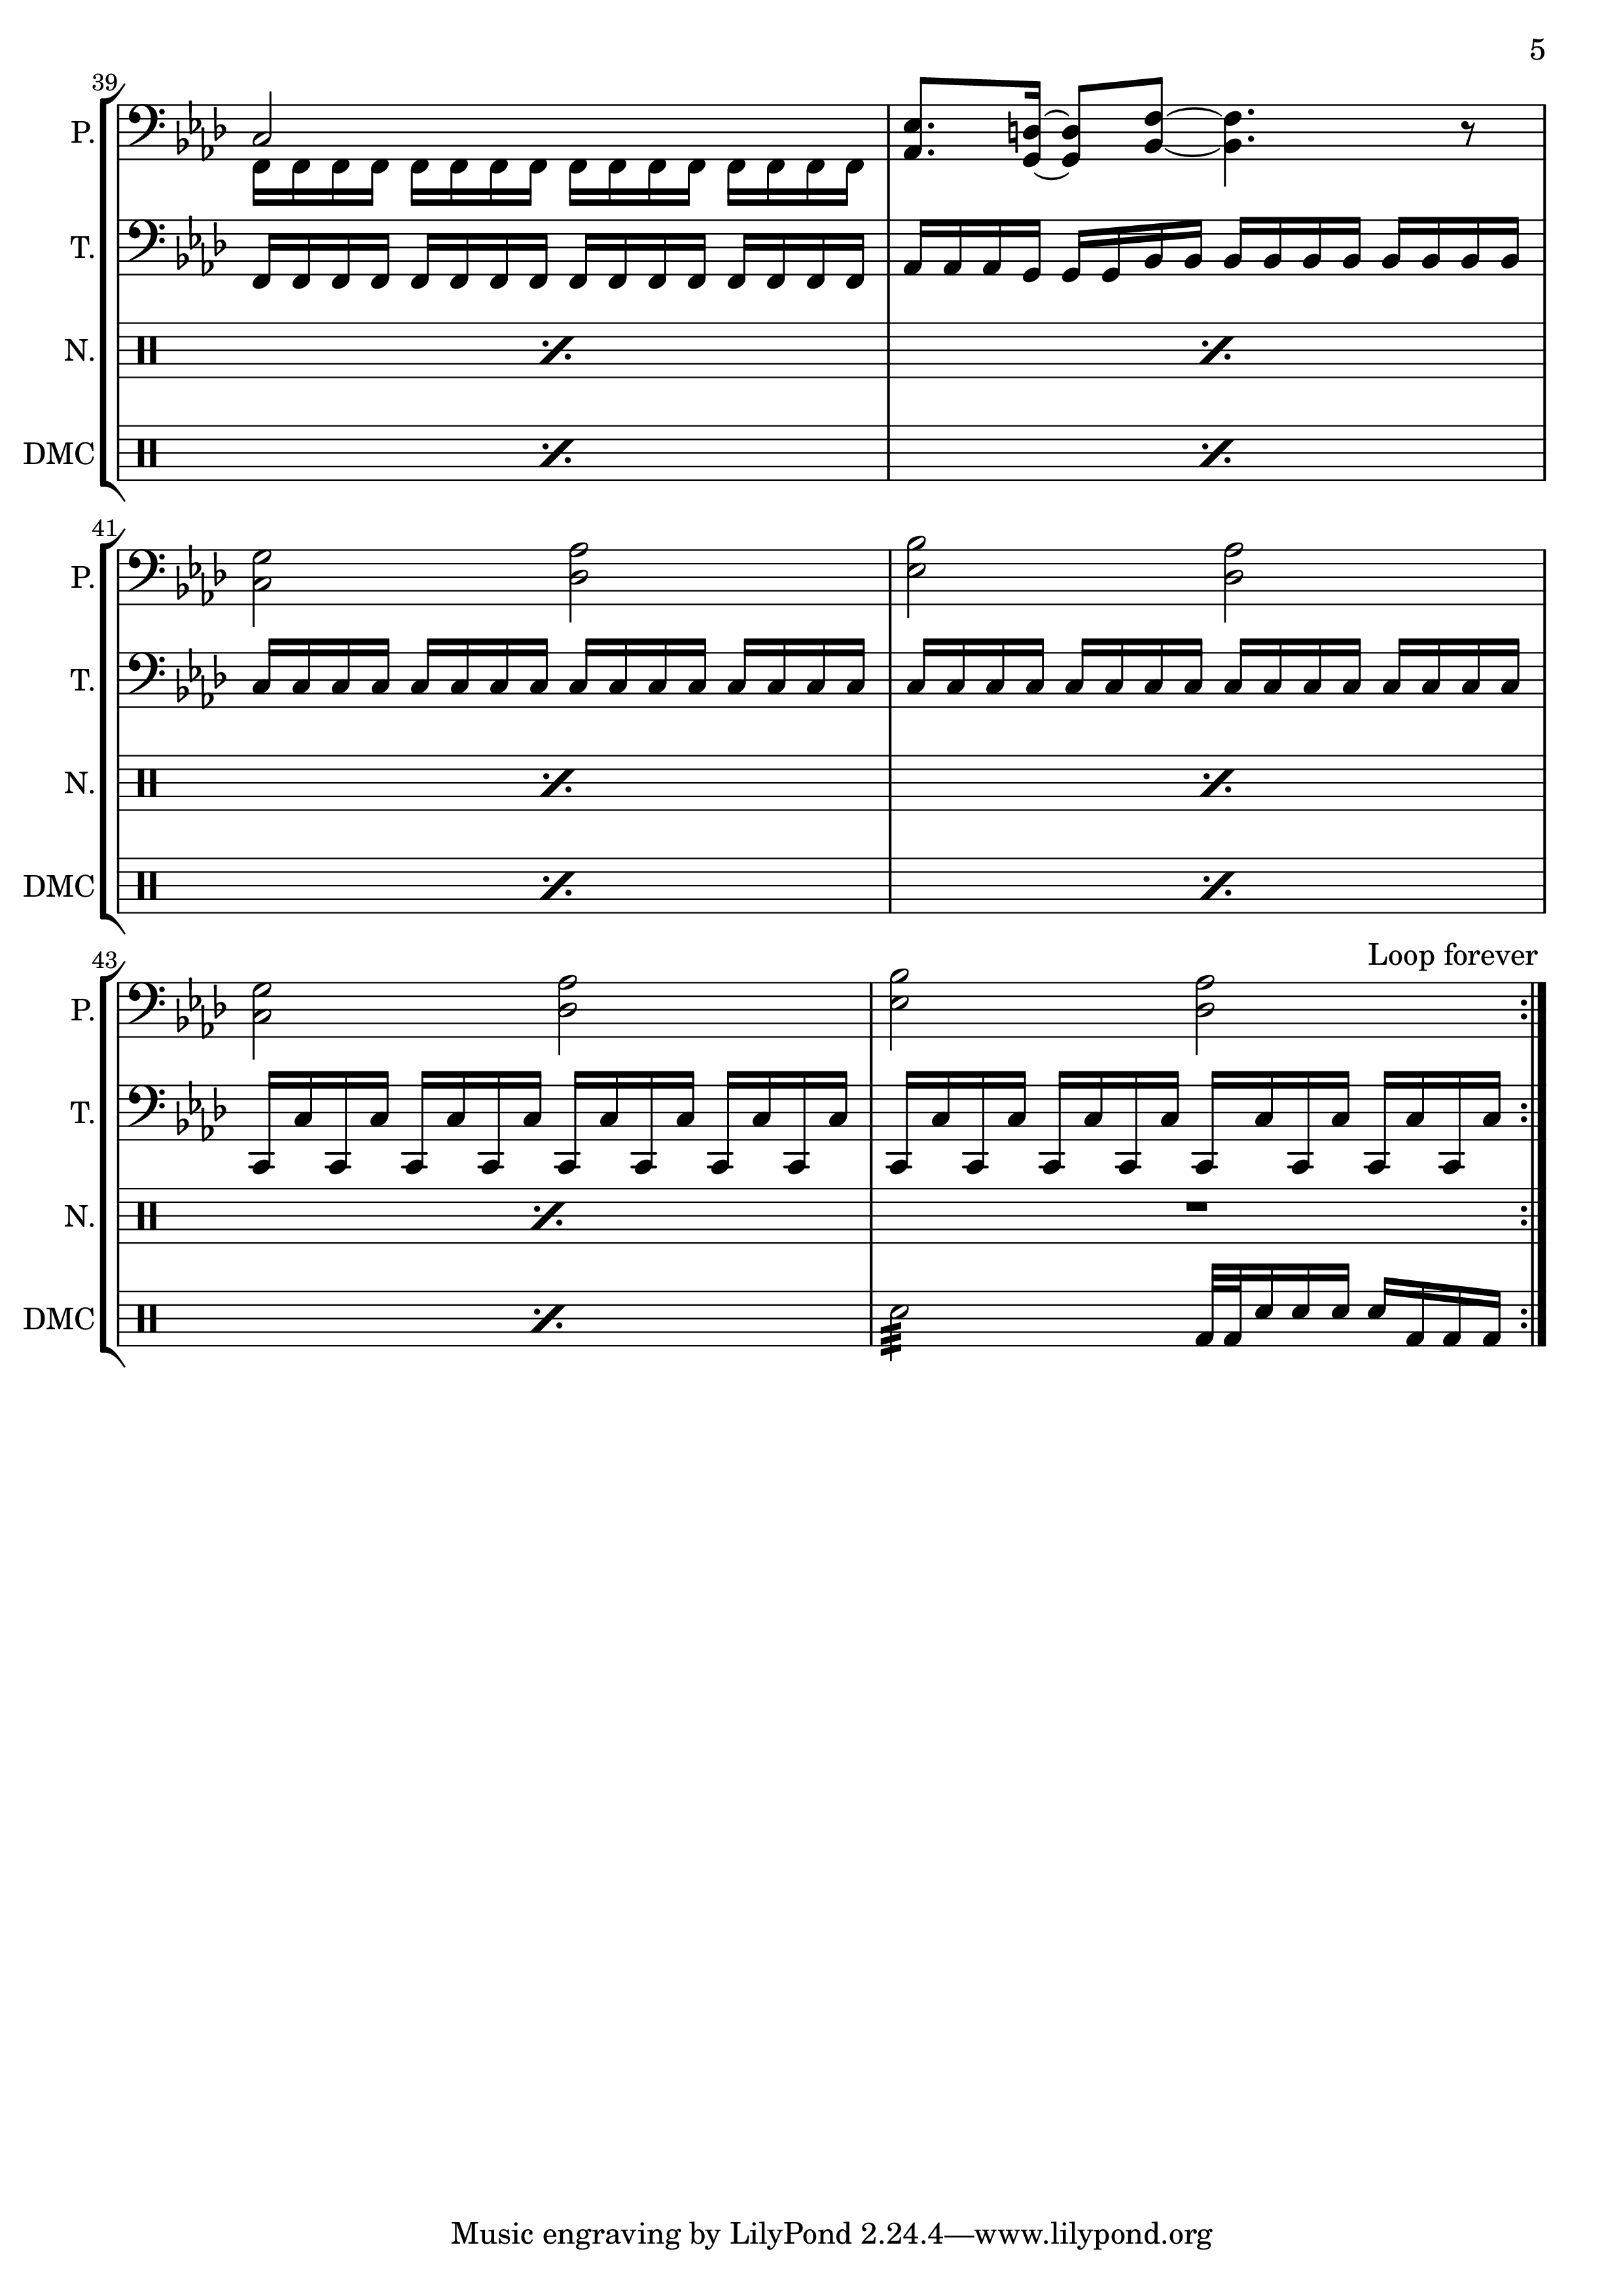 5
39
P.
T.
N.
DMC
41
P.
T.
N.
DMC
Loop forever
43
P.
T.
N.
DMC
Music engraving by LilyPond 2.24.4—www.lilypond.org